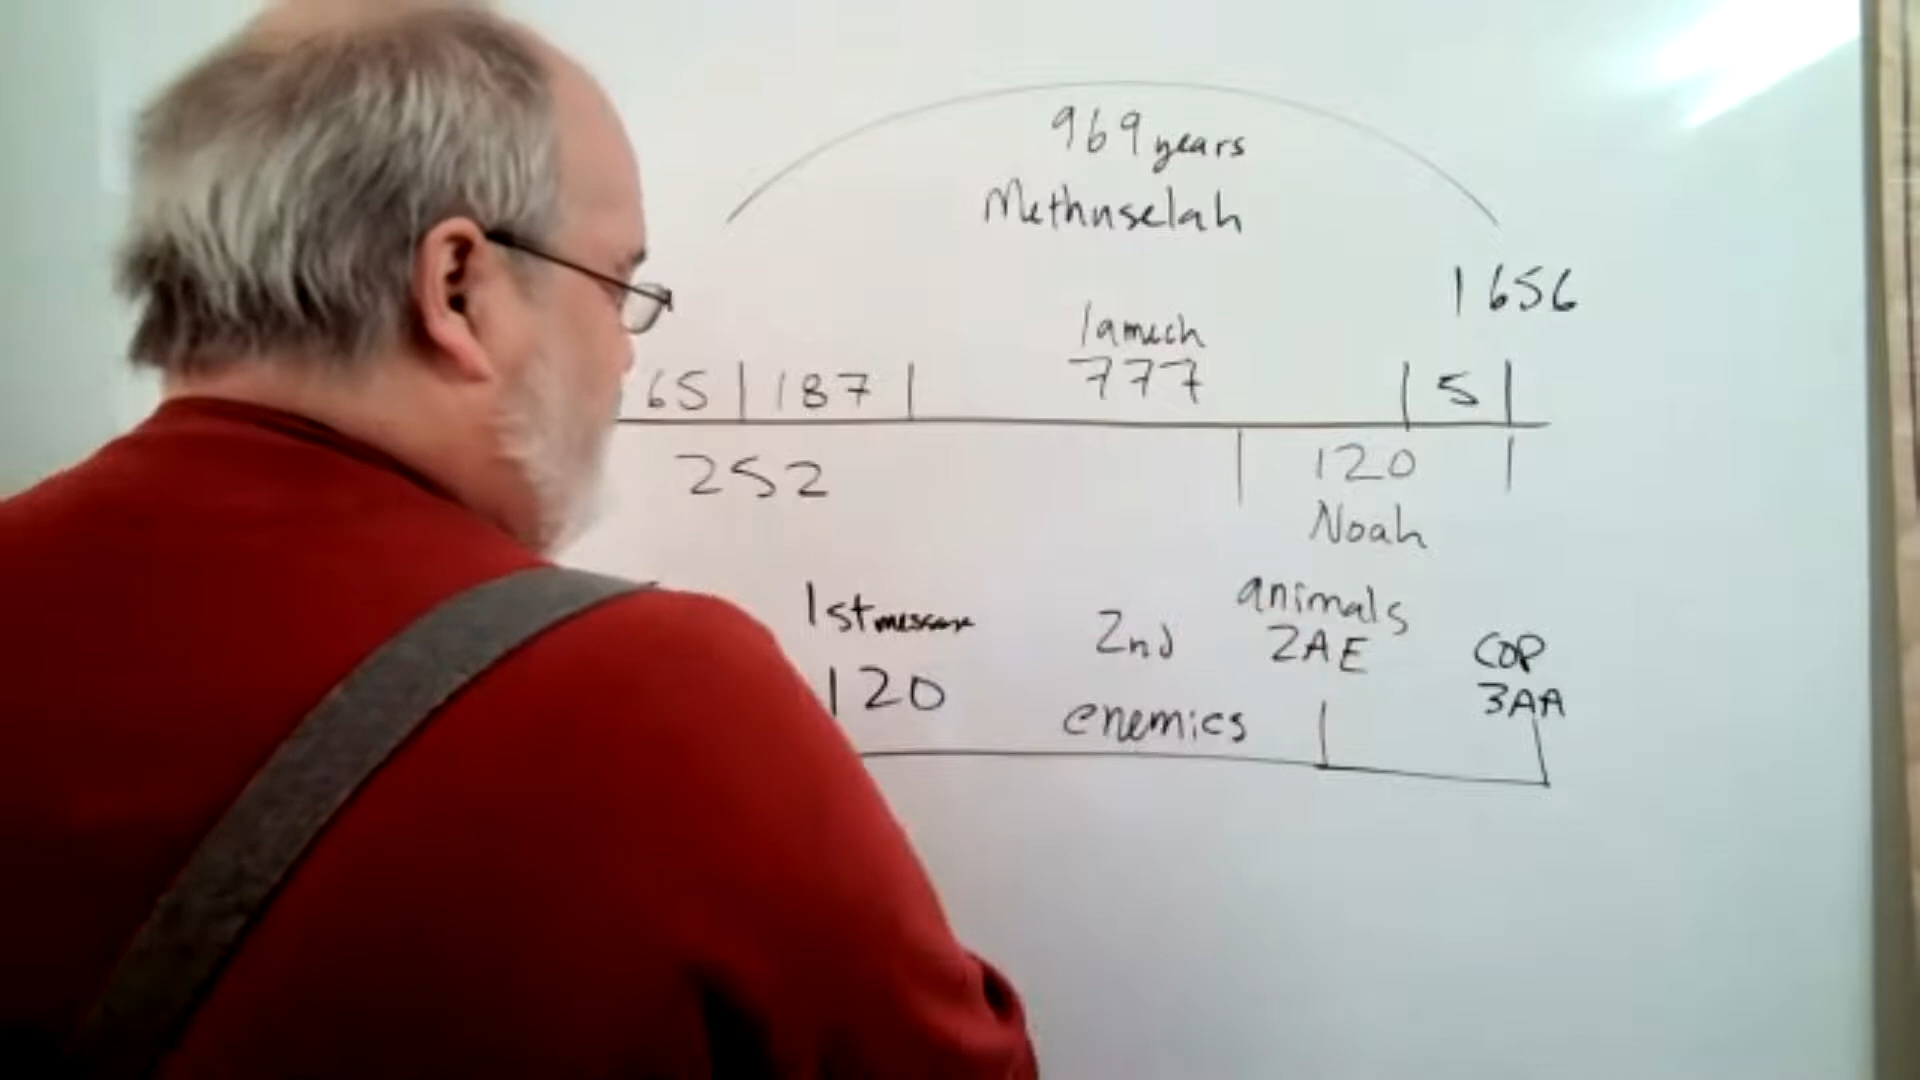 969 years
Methuselah
1656
lamech
65 | 187 | 777 | 5 |
252 | 120 |
Noah
1st message 2nd animals
2AE COP
120 enemies 3AA